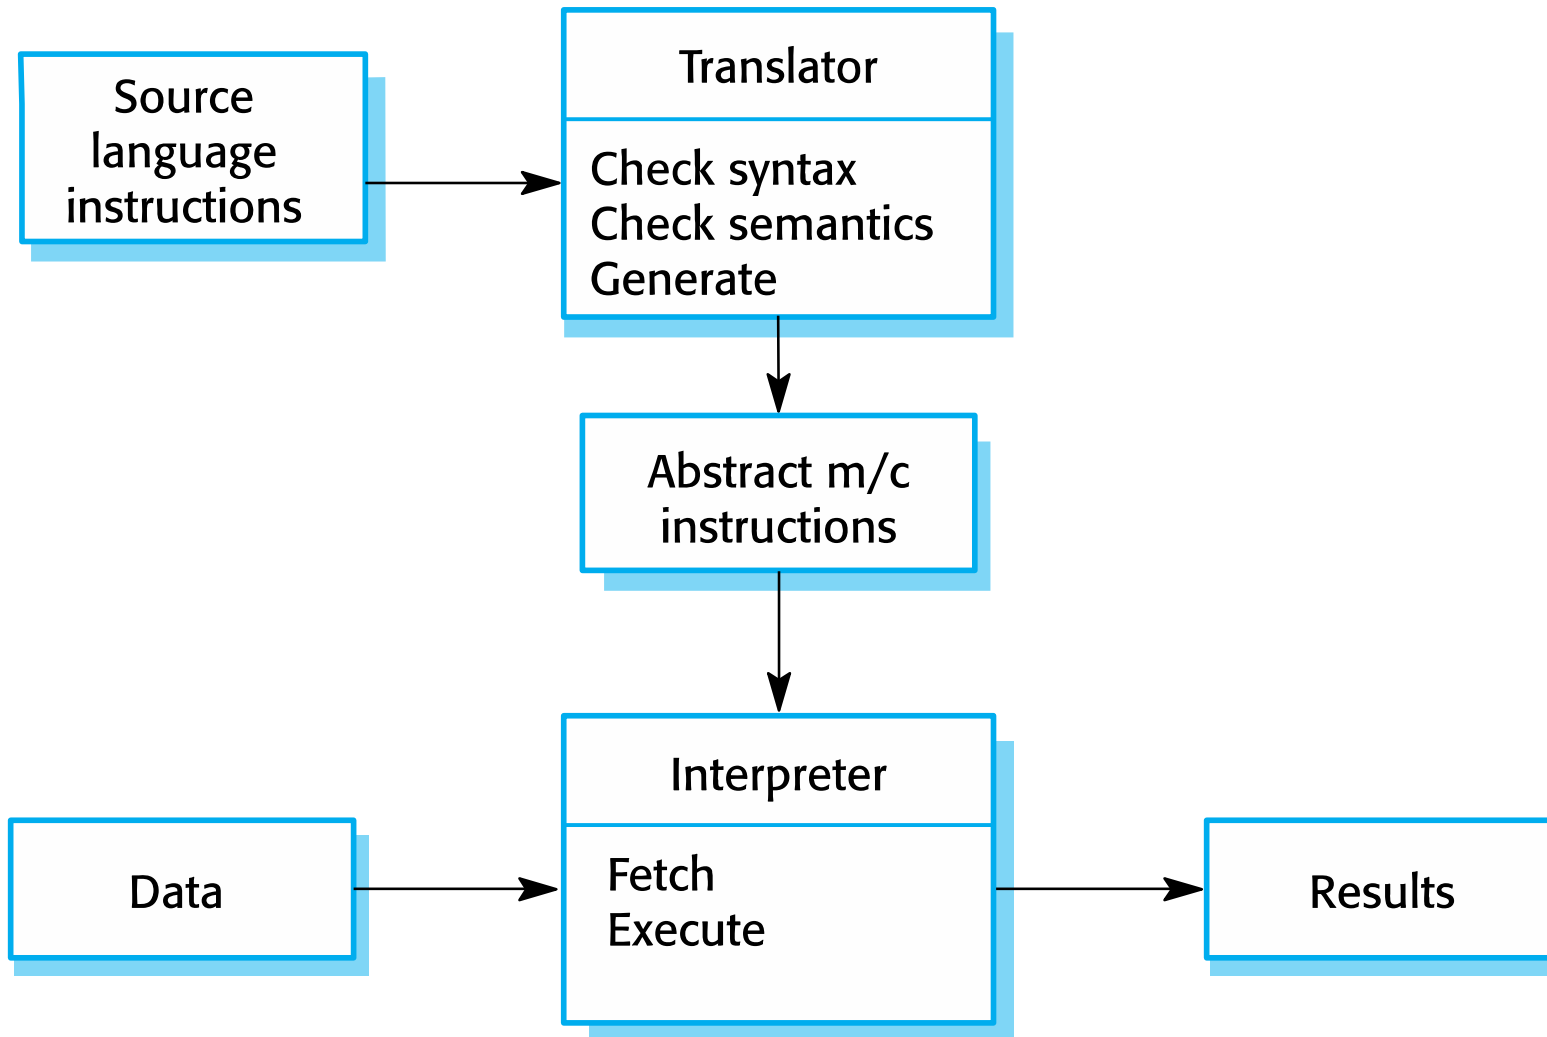 Source
language
instructions
Translator
Check syntax
Check semantics
Generate
Abstract m/c
instructions
Interpreter
Fetch
Execute
Data
Results